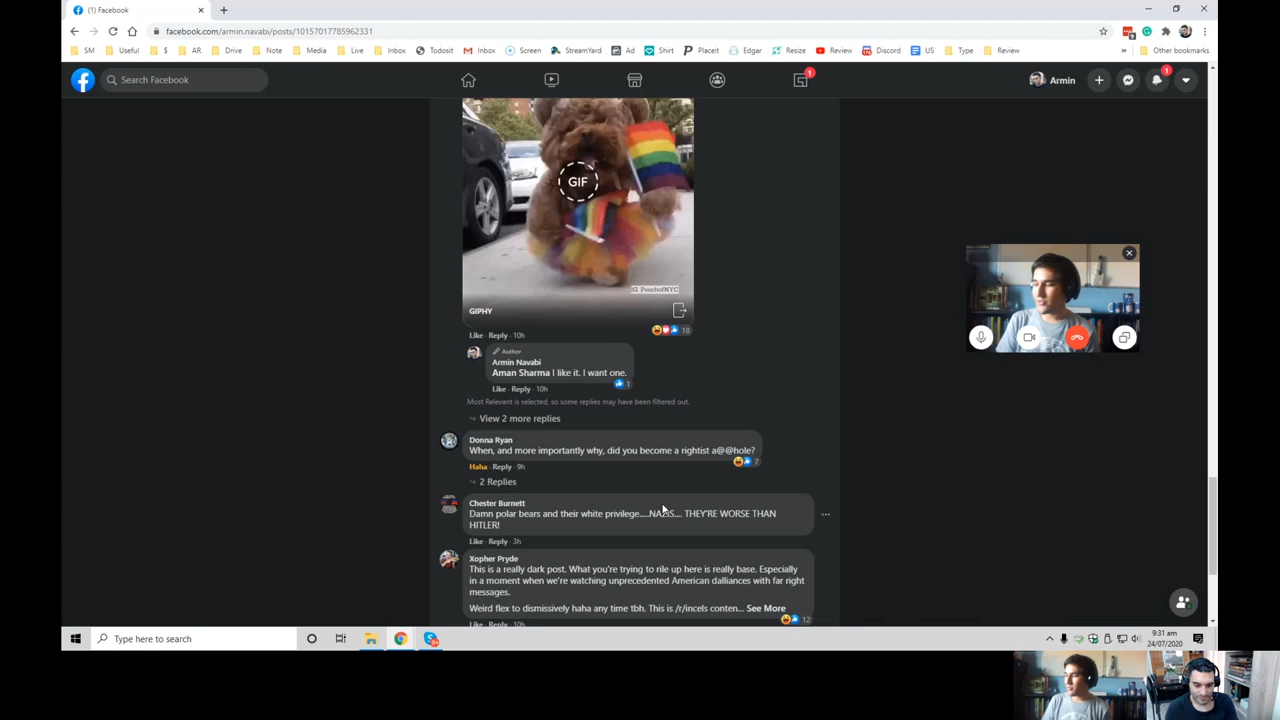 (1) Facebook
facebook.com/armin.navabi/posts/10157017785962331
SM Useful $ AR Drive Note Media Live Inbox Todoist Inbox Screen StreamYard Ad Shirt Placeit Edgar Resize Review Discord US Type Review » Other bookmarks
Search Facebook
1
Armin
1
GIF
IG: PoochofNYC
GIPHY
Like · Reply · 10h
18
Author
Armin Navabi
Aman Sharma I like it. I want one.
Like · Reply · 10h
1
Most Relevant is selected, so some replies may have been filtered out.
View 2 more replies
Donna Ryan
When, and more importantly why, did you become a rightist a@@hole?
Haha · Reply · 9h
7
2 Replies
Chester Burnett
Damn polar bears and their white privilege.....NAZIS.... THEY'RE WORSE THAN
HITLER!
Like · Reply · 3h
Xopher Pryde
This is a really dark post. What you're trying to rile up here is really base. Especially
in a moment when we're watching unprecedented American dalliances with far right
messages.
Weird flex to dismissively haha any time tbh. This is /r/incels conten... See More
Like · Reply · 10h
12
Type here to search
9:31 am
24/07/2020